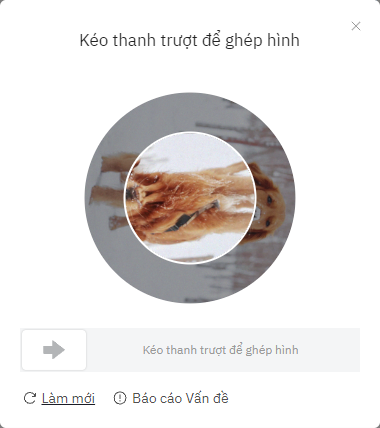 Kéo thanh trượt để ghép hình
Kéo thanh trượt để ghép hình
Làm mới
Báo cáo Vấn đề